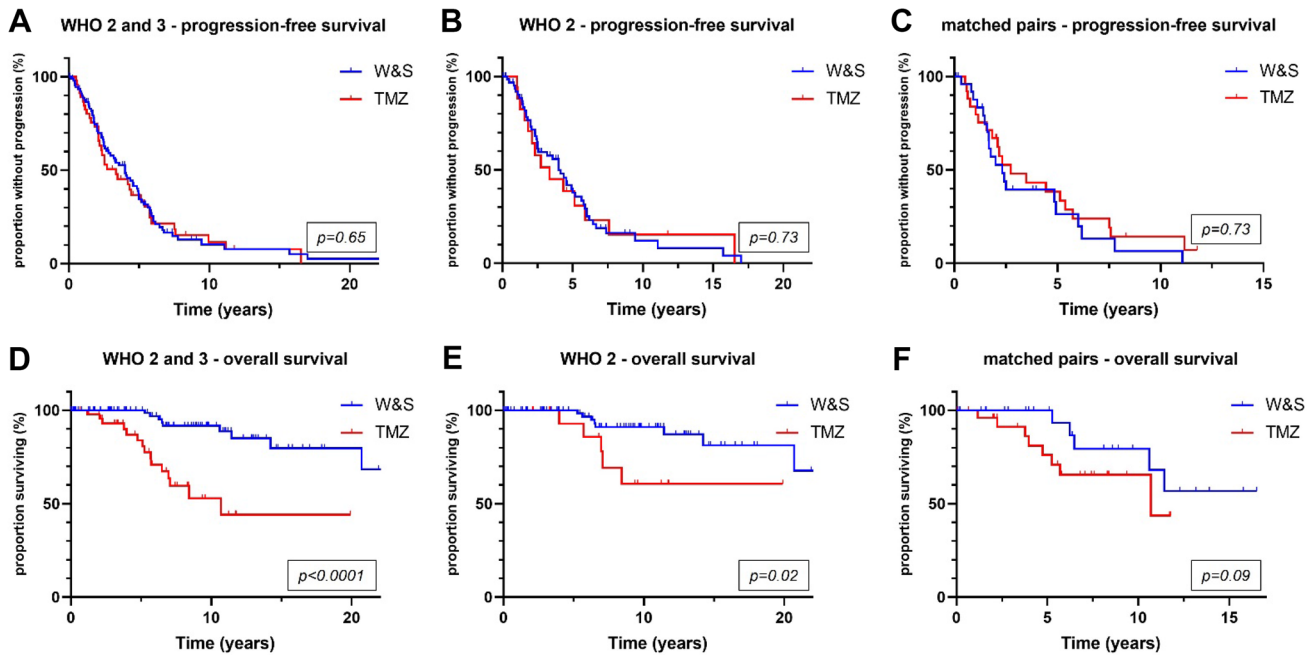 A
WHO 2 and 3 - progression-free survival
proportion without progression (%)
100
50
0
0
5
10
15
20
Time (years)
W&S
TMZ
p=0.65
B
WHO 2 - progression-free survival
proportion without progression (%)
100
50
0
0
5
10
15
20
Time (years)
W&S
TMZ
p=0.73
C
matched pairs - progression-free survival
proportion without progression (%)
100
50
0
0
5
10
15
Time (years)
W&S
TMZ
p=0.73
D
WHO 2 and 3 - overall survival
proportion surviving (%)
100
50
0
0
10
20
Time (years)
W&S
TMZ
p<0.0001
E
WHO 2 - overall survival
proportion surviving (%)
100
50
0
0
5
10
15
20
Time (years)
W&S
TMZ
p=0.02
F
matched pairs - overall survival
proportion surviving (%)
100
50
0
0
5
10
15
Time (years)
W&S
TMZ
p=0.09